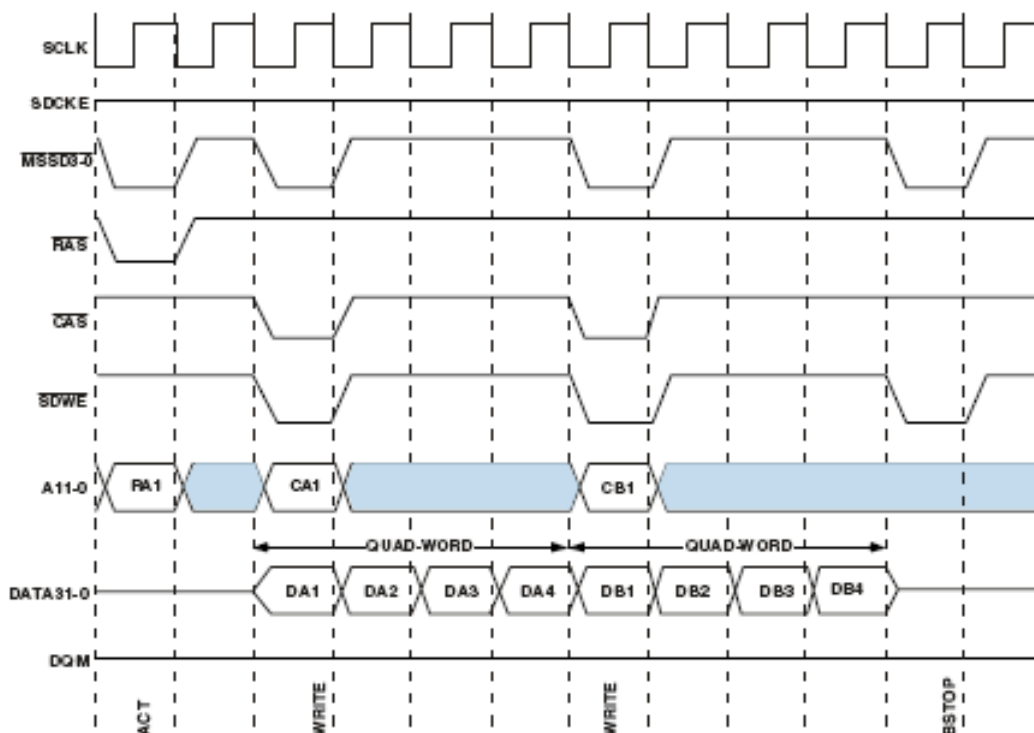 SCLK
SDCKE
MSSD3-0
RAS
CAS
SDWE
A11-0 RA1 CA1 CB1
QUAD-WORD QUAD-WORD
DATA31-0 DA1 DA2 DA3 DA4 DB1 DB2 DB3 DB4
DQM
ACT WRITE WRITE BSTOP